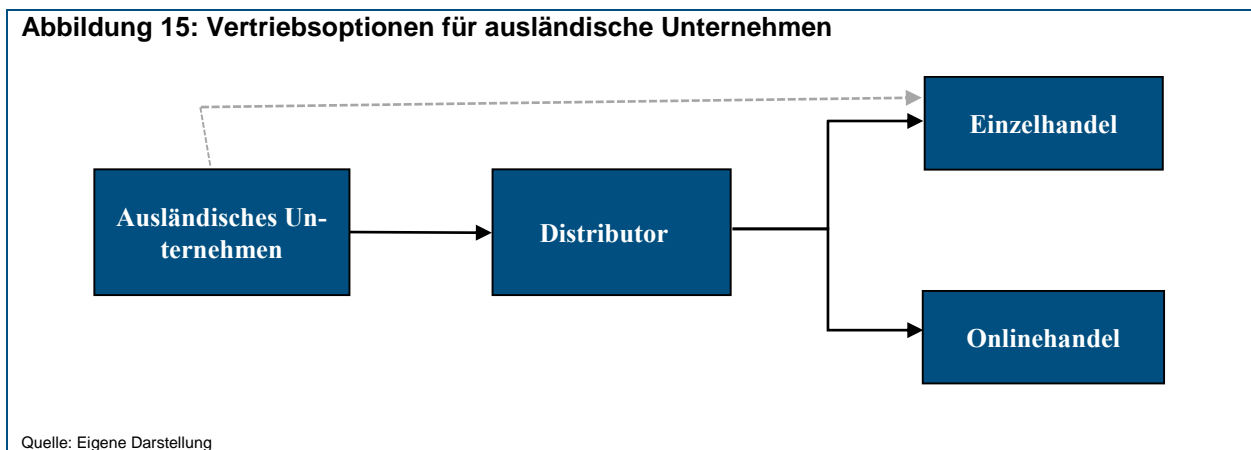 Abbildung 15: Vertriebsoptionen für ausländische Unternehmen
Einzelhandel
Ausländisches Un-
ternehmen
Distributor
Onlinehandel
Quelle: Eigene Darstellung